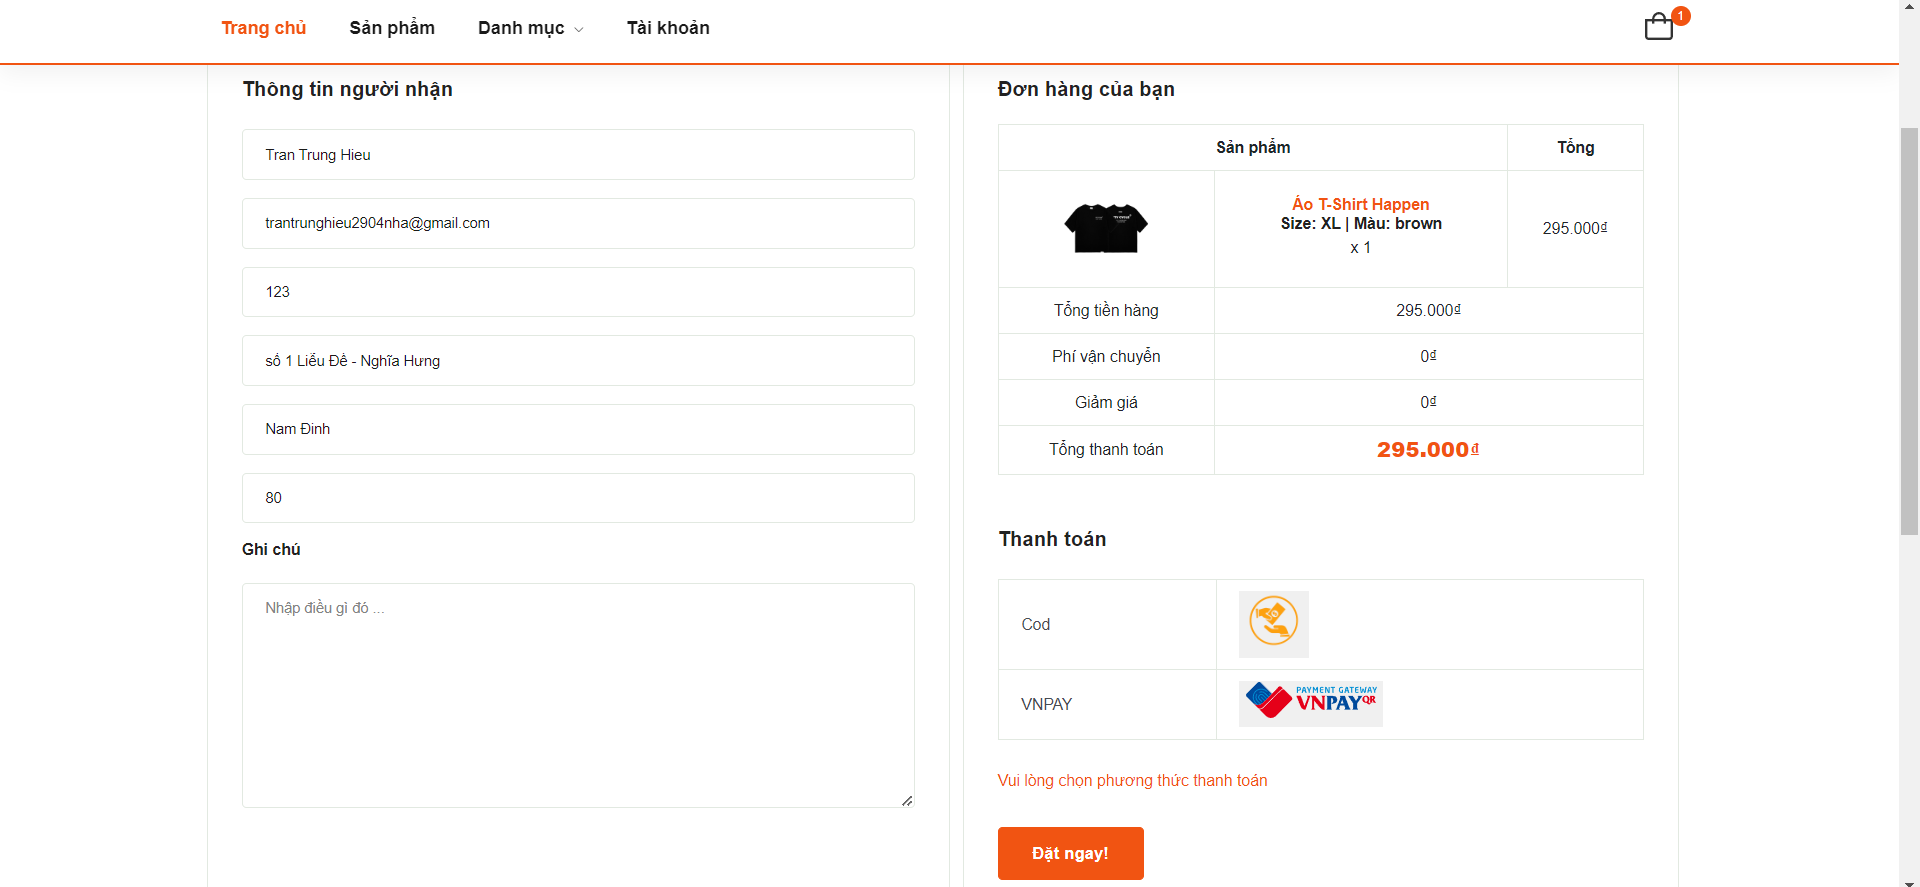 Trang chủ
Sản phẩm
Danh mục
Tài khoản
1
Thông tin người nhận
Tran Trung Hieu
trantrunghieu2904nha@gmail.com
123
số 1 Liễu Đề - Nghĩa Hưng
Nam Đinh
80
Ghi chú
Nhập điều gì đó ...
Đơn hàng của bạn
Sản phẩm
Tổng
Áo T-Shirt Happen
Size: XL | Màu: brown
x 1
295.000₫
Tổng tiền hàng
295.000₫
Phí vận chuyển
0₫
Giảm giá
0₫
Tổng thanh toán
295.000₫
Thanh toán
Cod
VNPAY
PAYMENT GATEWAY
VNPAYQR
Vui lòng chọn phương thức thanh toán
Đặt ngay!